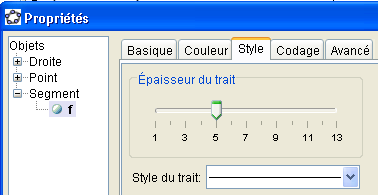 Propriétés
Objets
Droite
Point
Segment
f
Basique Couleur Style Codage Avancé
Épaisseur du trait
1 3 5 7 9 11 13
Style du trait: